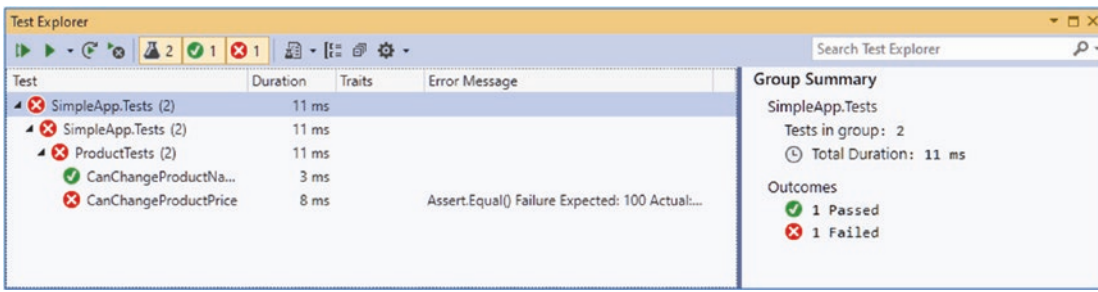 Test Explorer
2 1 1
Search Test Explorer
Test Duration Traits Error Message
SimpleApp.Tests (2) 11 ms
SimpleApp.Tests (2) 11 ms
ProductTests (2) 11 ms
CanChangeProductNa... 3 ms
CanChangeProductPrice 8 ms Assert.Equal() Failure Expected: 100 Actual:...
Group Summary
SimpleApp.Tests
Tests in group: 2
Total Duration: 11 ms
Outcomes
1 Passed
1 Failed